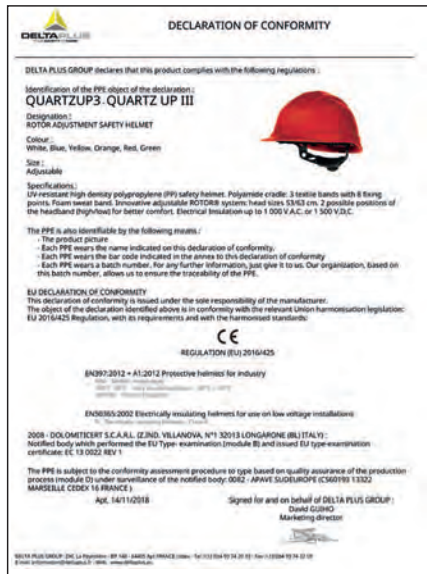 DELTAPLUS
DECLARATION OF CONFORMITY
DELTA PLUS GROUP declares that this product complies with the following regulations :
Identification of the PPE object of the declaration :
QUARTZUP3-QUARTZ UP III
Designation :
ROTOR ADJUSTMENT SAFETY HELMET
Colour :
White, Blue, Yellow, Orange, Red, Green
Size :
Adjustable
Specifications :
UV-resistant high density polypropylene (PP) safety helmet. Polyamide cradle: 3 textile bands with 8 fixing
points. Foam sweat band. Innovative adjustable ROTOR® system: head sizes 53/63 cm. 2 possible positions of
the headband (high/low) for better comfort. Electrical Insulation up to 1 000 V.A.C. or 1 500 V.D.C.
The PPE is also identifiable by the following means :
- The product picture
- Each PPE wears the name indicated on this declaration of conformity.
- Each PPE wears the bar code indicated in the annex to this declaration of conformity
- Each PPE wears a batch number. For any further information, just give it to us. Our organization, based on
this batch number, allows us to ensure the traceability of the PPE.
EU DECLARATION OF CONFORMITY
This declaration of conformity is issued under the sole responsibility of the manufacturer.
The object of the declaration identified above is in conformity with the relevant Union harmonisation legislation:
EU 2016/425 Regulation, with its requirements and with the harmonised standards:
CE
REGULATION (EU) 2016/425
EN397:2012 + A1:2012 Protective helmets for industry
EN50365:2002 Electrically insulating helmets for use on low voltage installations
2008 - DOLOMITICERT S.C.A.R.L. (Z.IND. VILLANOVA, N°1 32013 LONGARONE (BL) ITALY) :
Notified body which performed the EU Type- examination (module B) and issued EU type-examination
certificate: EC 13 0022 REV 1
The PPE is subject to the conformity assessment procedure to type based on quality assurance of the production
process (module D) under surveillance of the notified body: 0082 - APAVE SUDEUROPE (CS60193 13322
MARSEILLE CEDEX 16 FRANCE )
Apt, 14/11/2018
Signed for and on behalf of DELTA PLUS GROUP :
David GUIHO
Marketing director